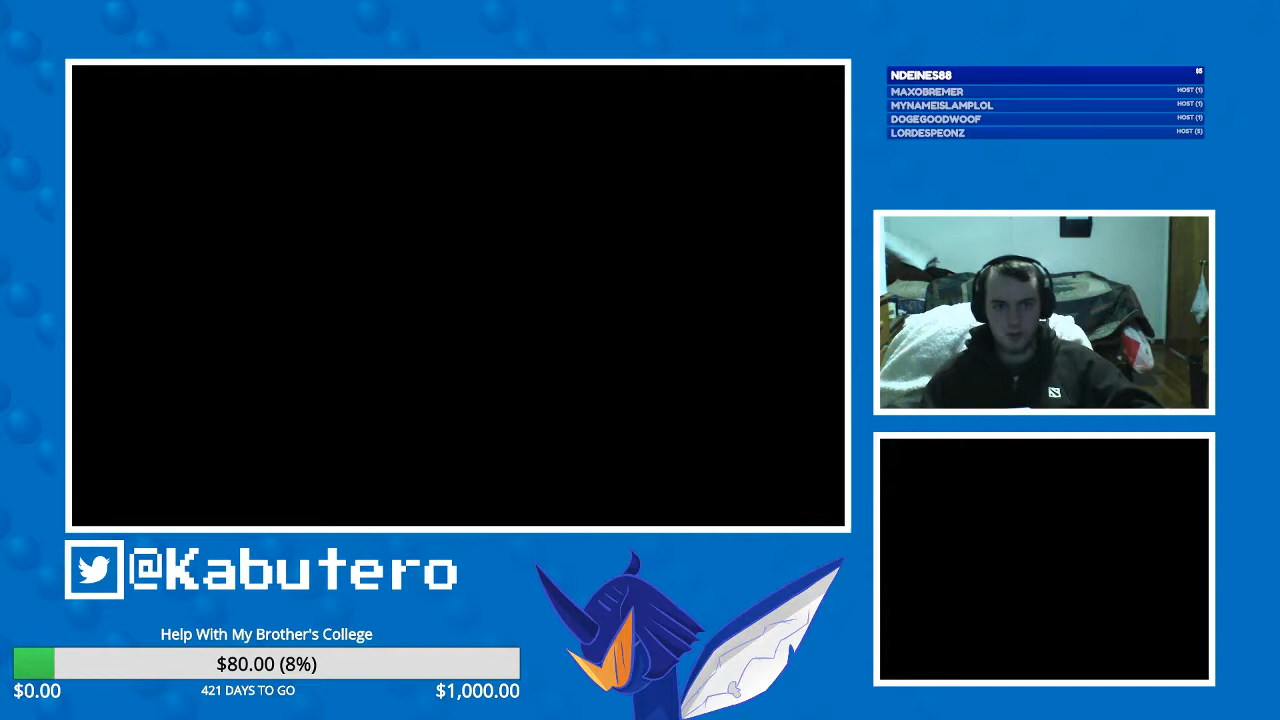 NDEINES88 $5
MAXOBREMER HOST (1)
MYNAMEISLAMPLOL HOST (1)
DOGEGOODWOOF HOST (1)
LORDESPEONZ HOST (3)
@Kabutero
Help With My Brother's College
$80.00 (8%)
$0.00 421 DAYS TO GO $1,000.00